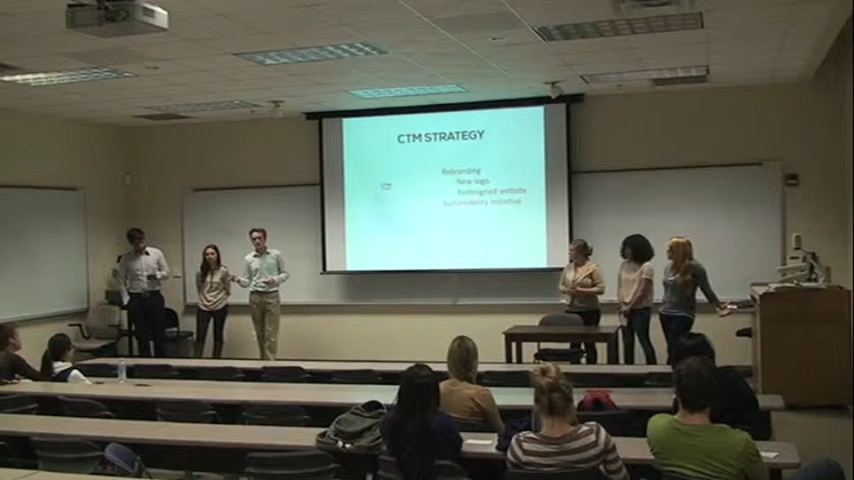 CTM STRATEGY
Rebranding
New logo
Redesigned website
Sustainability Initiative